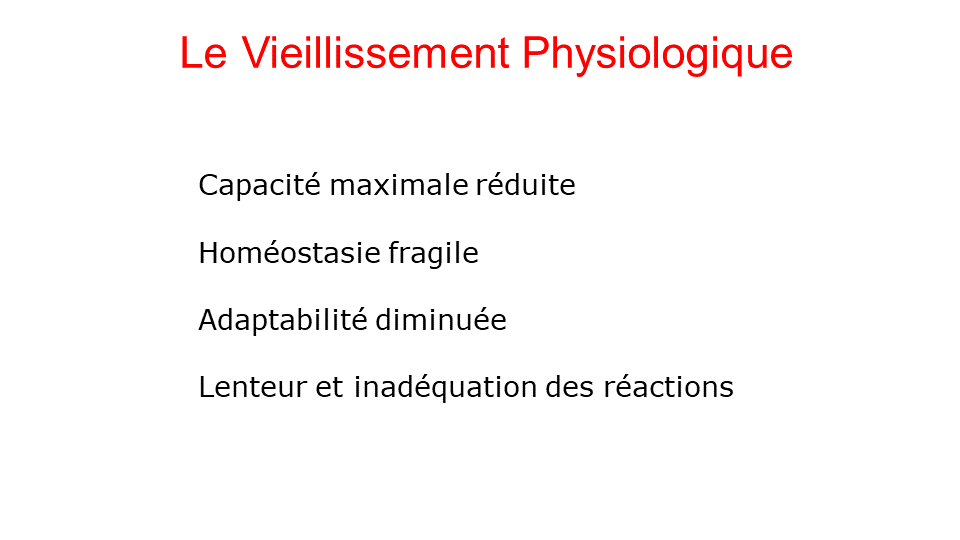 Le Vieillissement Physiologique
Capacité maximale réduite
Homéostasie fragile
Adaptabilité diminuée
Lenteur et inadéquation des réactions